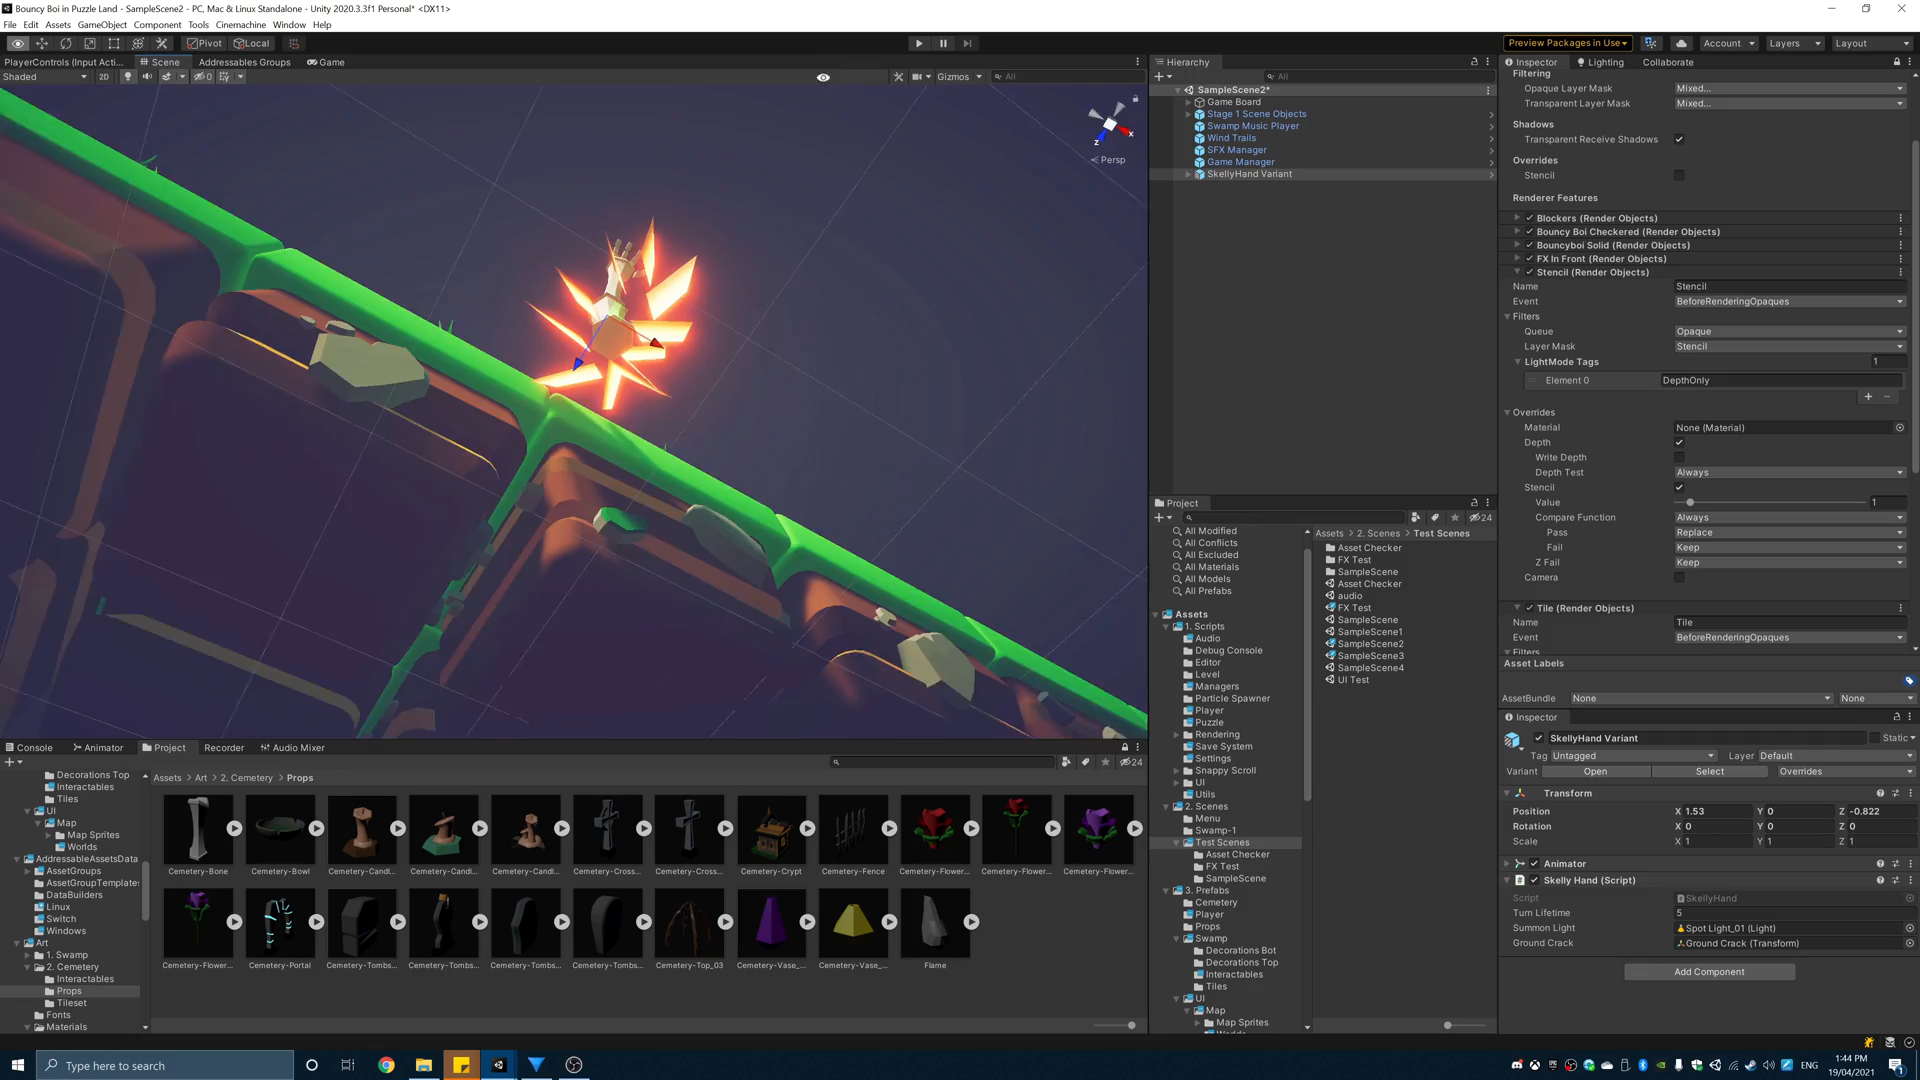 Bouncy Boi in Puzzle Land - SampleScene2 - PC, Mac & Linux Standalone - Unity 2020.3.3f1 Personal* <DX11>
File Edit Assets GameObject Component Tools Cinemachine Window Help
Pivot Local
Preview Packages in Use Account Layers Layout
PlayerControls (Input Acti... Scene Addressables Groups Game
Shaded 2D 0 Gizmos All
x
z
Persp
Hierarchy
All
SampleScene2*
Game Board
Stage 1 Scene Objects
Swamp Music Player
Wind Trails
SFX Manager
Game Manager
SkellyHand Variant
Inspector Lighting Collaborate
Filtering
Opaque Layer Mask Mixed...
Transparent Layer Mask Mixed...
Shadows
Transparent Receive Shadows
Overrides
Stencil
Renderer Features
Blockers (Render Objects)
Bouncy Boi Checkered (Render Objects)
Bouncyboi Solid (Render Objects)
FX In Front (Render Objects)
Stencil (Render Objects)
Name Stencil
Event BeforeRenderingOpaques
Filters
Queue Opaque
Layer Mask Stencil
LightMode Tags 1
Element 0 DepthOnly
Overrides
Material None (Material)
Depth
Write Depth
Depth Test Always
Stencil
Value 1
Compare Function Always
Pass Replace
Fail Keep
Z Fail Keep
Camera
Tile (Render Objects)
Name Tile
Event BeforeRenderingOpaques
Filters
Asset Labels
AssetBundle None None
Inspector
SkellyHand Variant Static
Tag Untagged Layer Default
Variant Open Select Overrides
Transform
Position X 1.53 Y 0 Z -0.822
Rotation X 0 Y 0 Z 0
Scale X 1 Y 1 Z 1
Animator
Skelly Hand (Script)
Script SkellyHand
Turn Lifetime 5
Summon Light Spot Light_01 (Light)
Ground Crack Ground Crack (Transform)
Add Component
Project
24
All Modified
All Conflicts
All Excluded
All Materials
All Models
All Prefabs
Assets
1. Scripts
Audio
Debug Console
Editor
Level
Managers
Particle Spawner
Player
Puzzle
Rendering
Save System
Settings
Snappy Scroll
UI
Utils
2. Scenes
Menu
Swamp-1
Test Scenes
Asset Checker
FX Test
SampleScene
3. Prefabs
Cemetery
Player
Props
Swamp
Decorations Bot
Decorations Top
Interactables
Tiles
UI
Map
Map Sprites
Worlds
Assets > 2. Scenes > Test Scenes
Asset Checker
FX Test
SampleScene
Asset Checker
audio
FX Test
SampleScene
SampleScene1
SampleScene2
SampleScene3
SampleScene4
UI Test
Console Animator Project Recorder Audio Mixer
24
Decorations Top
Interactables
Tiles
UI
Map
Map Sprites
Worlds
AddressableAssetsData
AssetGroups
AssetGroupTemplates
DataBuilders
Linux
Switch
Windows
Art
1. Swamp
2. Cemetery
Interactables
Props
Tileset
Fonts
Materials
Assets > Art > 2. Cemetery > Props
Cemetery-Bone Cemetery-Bowl Cemetery-Candl... Cemetery-Candl... Cemetery-Candl... Cemetery-Cross... Cemetery-Cross... Cemetery-Crypt Cemetery-Fence Cemetery-Flower... Cemetery-Flower... Cemetery-Flower...
Cemetery-Flower... Cemetery-Portal Cemetery-Tombs... Cemetery-Tombs... Cemetery-Tombs... Cemetery-Tombs... Cemetery-Top_03 Cemetery-Vase_... Cemetery-Vase_... Flame
Type here to search
ENG
1:44 PM
19/04/2021